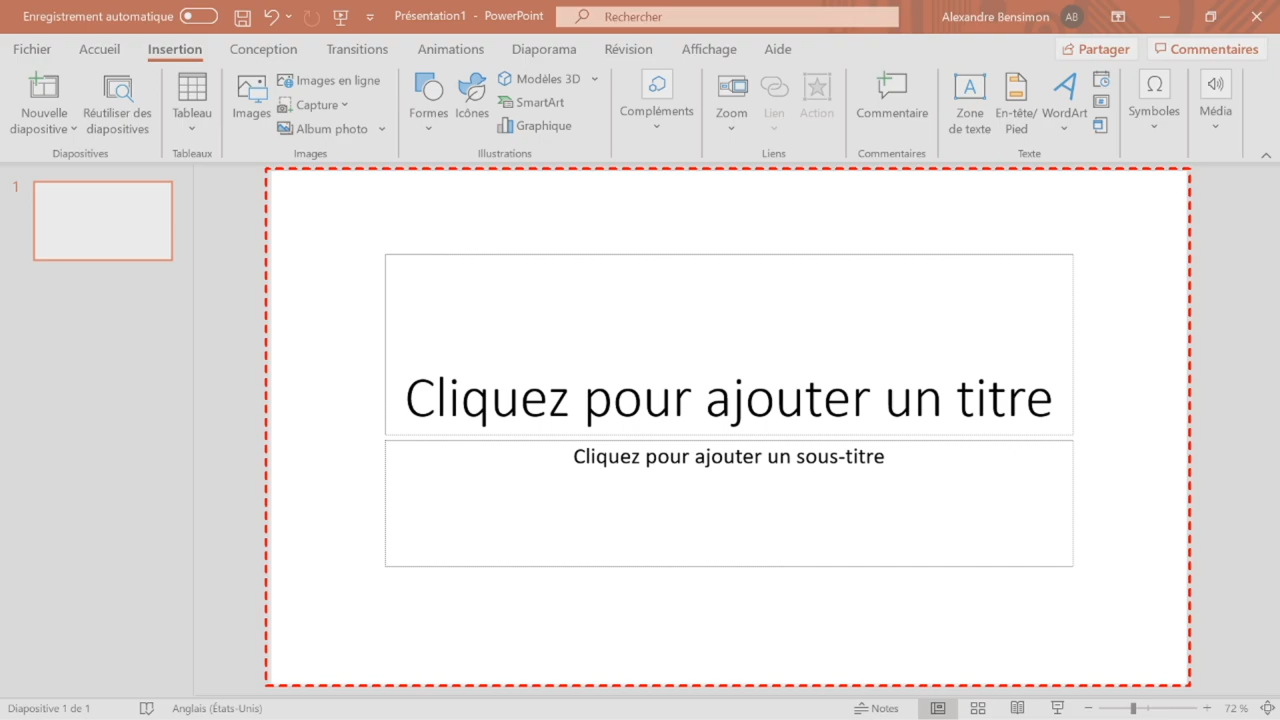 Enregistrement automatique Présentation1 - PowerPoint Rechercher Alexandre Bensimon AB
Fichier Accueil Insertion Conception Transitions Animations Diaporama Révision Affichage Aide Partager Commentaires
Nouvelle diapositive
Réutiliser des diapositives
Diapositives
Tableau
Tableaux
Images
Images en ligne
Capture
Album photo
Images
Formes
Icônes
Modèles 3D
SmartArt
Graphique
Illustrations
Compléments
Zoom
Lien
Action
Liens
Commentaire
Commentaires
Zone de texte
En-tête/ Pied
WordArt
Texte
Symboles
Média
1
Cliquez pour ajouter un titre
Cliquez pour ajouter un sous-titre
Diapositive 1 de 1 Anglais (États-Unis) Notes 72 %